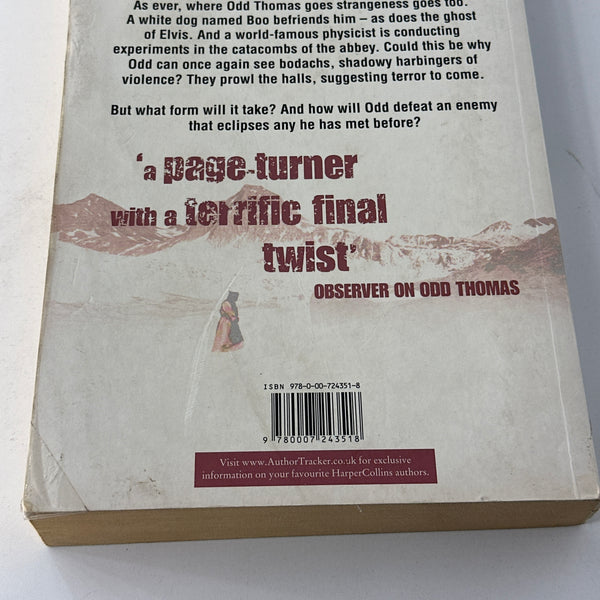 As ever, where Odd Thomas goes strangeness goes too.
A white dog named Boo befriends him – as does the ghost
of Elvis. And a world-famous physicist is conducting
experiments in the catacombs of the abbey. Could this be why
Odd can once again see bodachs, shadowy harbingers of
violence? They prowl the halls, suggesting terror to come.
But what form will it take? And how will Odd defeat an enemy
that eclipses any he has met before?
‘a page-turner
with a terrific final
twist’
OBSERVER ON ODD THOMAS
ISBN 978-0-00-724351-8
9 780007 243518
Visit www.AuthorTracker.co.uk for exclusive
information on your favourite HarperCollins authors.